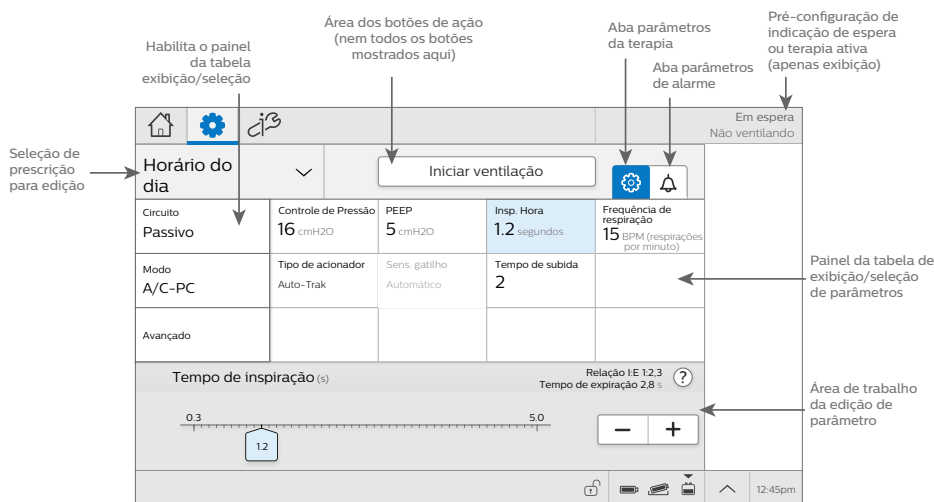 Pré-configuração de
indicação de espera
ou terapia ativa
(apenas exibição)
Área dos botões de ação
(nem todos os botões
mostrados aqui)
Aba parâmetros
da terapia
Habilita o painel
da tabela
exibição/seleção
Aba parâmetros
de alarme
Em espera
Não ventilando
Seleção de
prescrição
para edição
Horário do
dia
Iniciar ventilação
Circuito
Passivo
Controle de Pressão
16 cmH2O
PEEP
5 cmH2O
Insp. Hora
1.2 segundos
Frequência de
respiração
15 BPM (respirações
por minuto)
Modo
A/C-PC
Tipo de acionador
Auto-Trak
Sens. gatilho
Automático
Tempo de subida
2
Painel da tabela de
exibição/seleção
de parâmetros
Avançado
Tempo de inspiração (s)
Relação I:E 1:2,3
Tempo de expiração 2,8 s
?
0.3
5.0
1.2
− +
Área de trabalho
da edição de
parâmetro
12:45pm